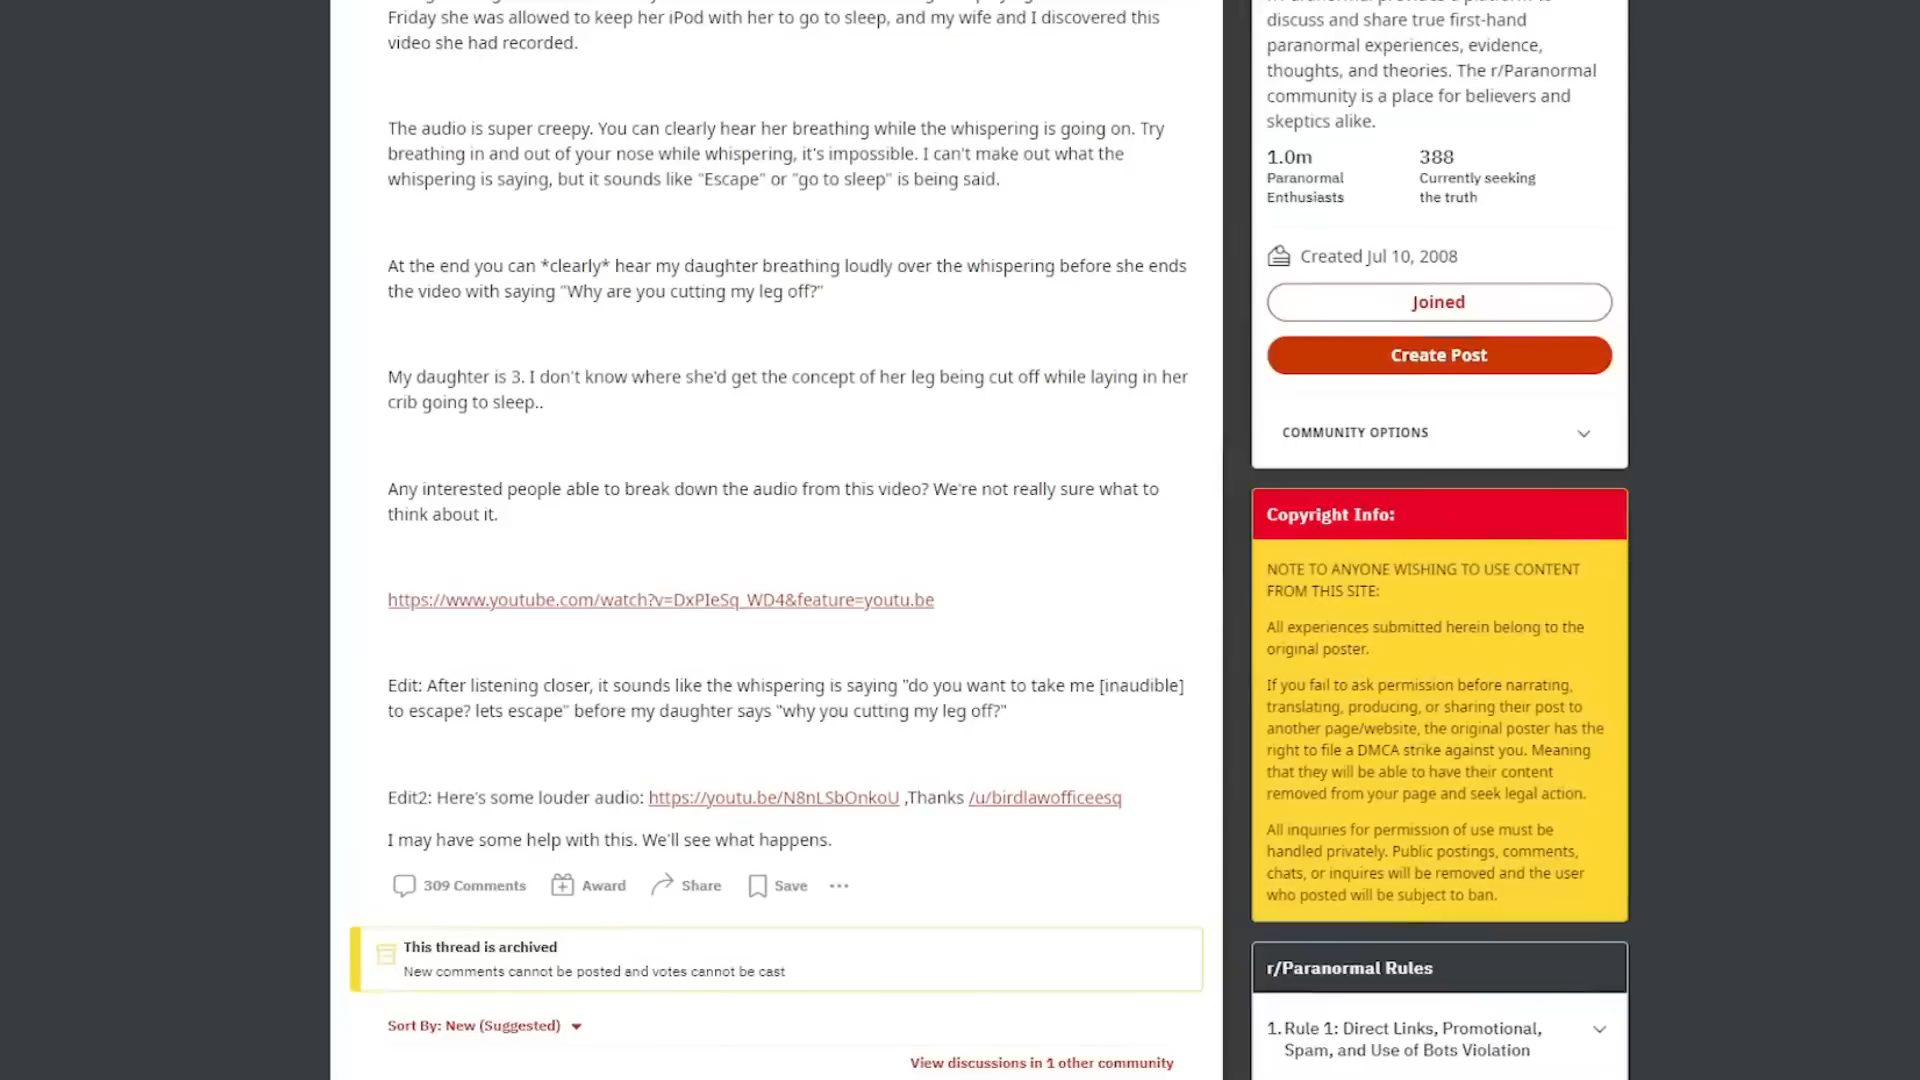 Friday she was allowed to keep her iPod with her to go to sleep, and my wife and I discovered this
video she had recorded.
The audio is super creepy. You can clearly hear her breathing while the whispering is going on. Try
breathing in and out of your nose while whispering, it's impossible. I can't make out what the
whispering is saying, but it sounds like "Escape" or "go to sleep" is being said.
At the end you can *clearly* hear my daughter breathing loudly over the whispering before she ends
the video with saying "Why are you cutting my leg off?"
My daughter is 3. I don't know where she'd get the concept of her leg being cut off while laying in her
crib going to sleep..
Any interested people able to break down the audio from this video? We're not really sure what to
think about it.
https://www.youtube.com/watch?v=DxPIeSq_WD4&feature=youtu.be
Edit: After listening closer, it sounds like the whispering is saying "do you want to take me [inaudible]
to escape? lets escape" before my daughter says "why you cutting my leg off?"
Edit2: Here's some louder audio: https://youtu.be/N8nLSbOnkoU ,Thanks /u/birdlawofficeesq
I may have some help with this. We'll see what happens.
309 Comments Award Share Save
This thread is archived
New comments cannot be posted and votes cannot be cast
Sort By: New (Suggested)
View discussions in 1 other community
discuss and share true first-hand
paranormal experiences, evidence,
thoughts, and theories. The r/Paranormal
community is a place for believers and
skeptics alike.
1.0m
Paranormal
Enthusiasts
388
Currently seeking
the truth
Created Jul 10, 2008
Joined
Create Post
COMMUNITY OPTIONS
Copyright Info:
NOTE TO ANYONE WISHING TO USE CONTENT
FROM THIS SITE:
All experiences submitted herein belong to the
original poster.
If you fail to ask permission before narrating,
translating, producing, or sharing their post to
another page/website, the original poster has the
right to file a DMCA strike against you. Meaning
that they will be able to have their content
removed from your page and seek legal action.
All inquiries for permission of use must be
handled privately. Public postings, comments,
chats, or inquires will be removed and the user
who posted will be subject to ban.
r/Paranormal Rules
1. Rule 1: Direct Links, Promotional,
Spam, and Use of Bots Violation